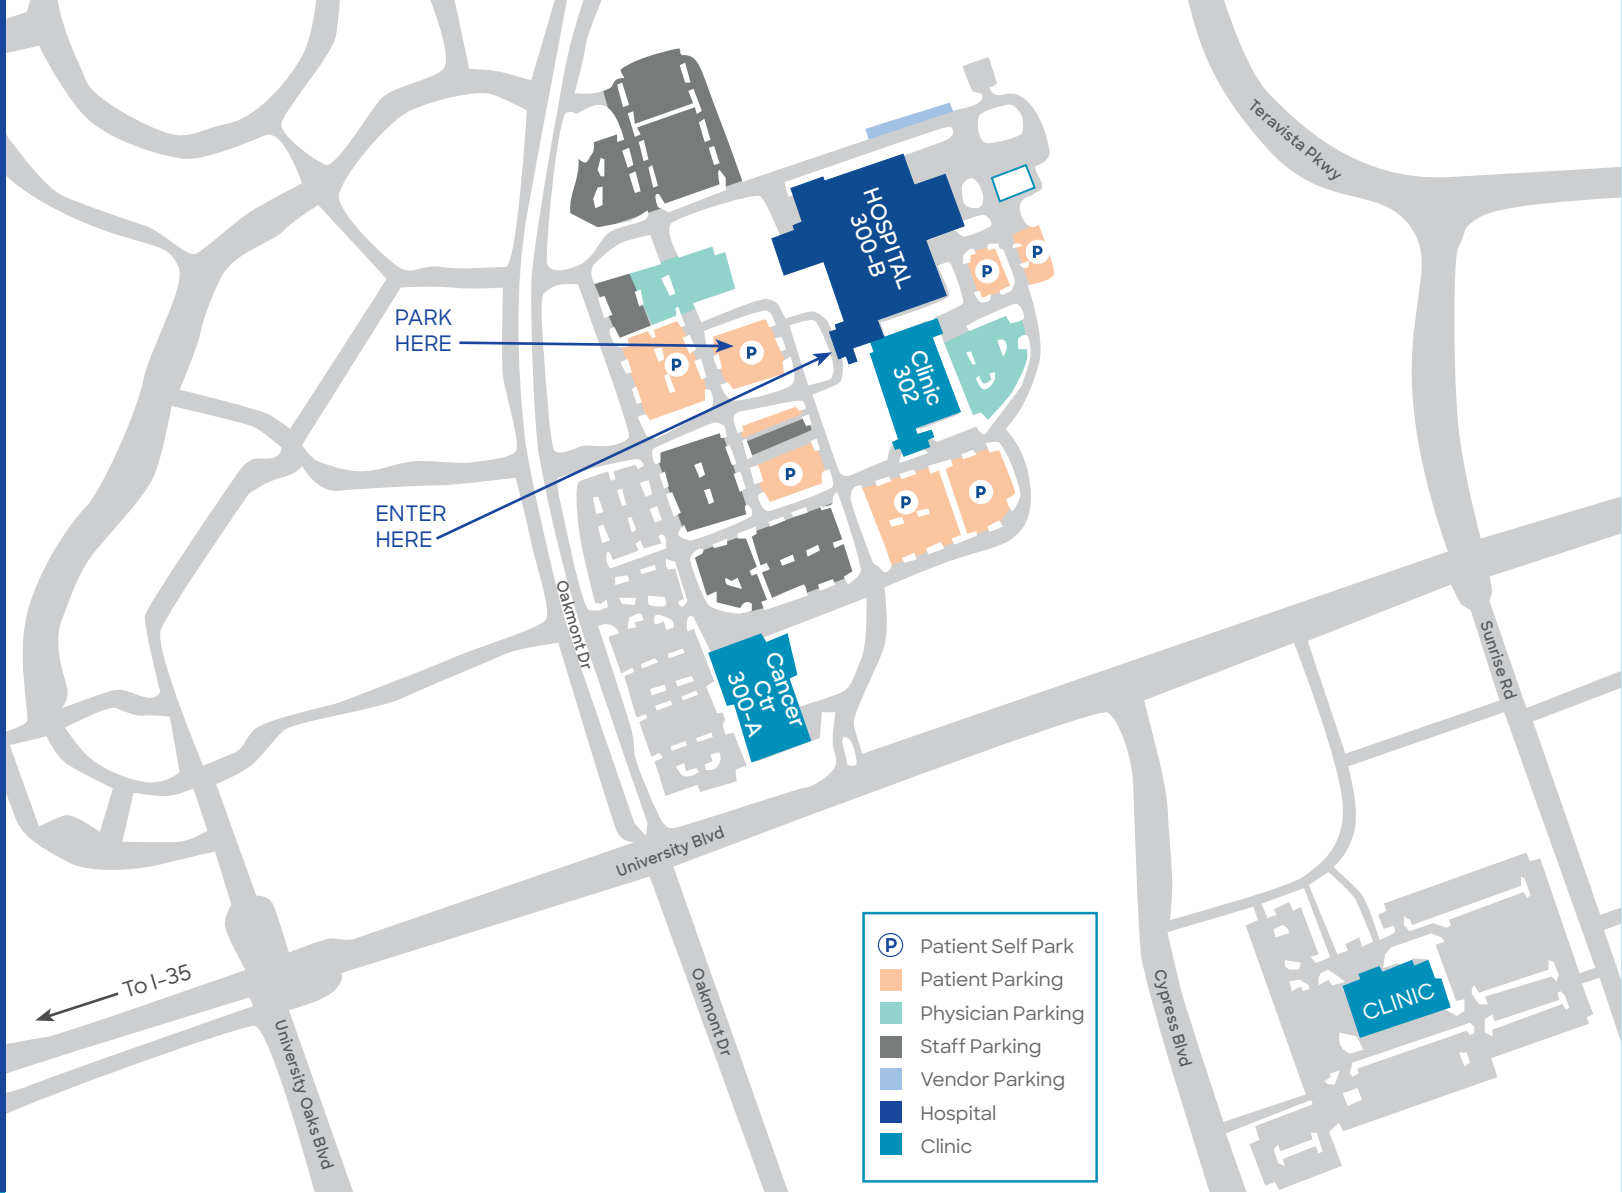 Teravista Pkwy
HOSPITAL
300-B
P
P
PARK
HERE
P
P
Clinic
302
P
P
P
ENTER
HERE
Oakmont Dr
Sunrise Rd
Cancer
Ctr
300-A
University Blvd
To I-35
University Oaks Blvd
Oakmont Dr
Cypress Blvd
CLINIC
P Patient Self Park
Patient Parking
Physician Parking
Staff Parking
Vendor Parking
Hospital
Clinic